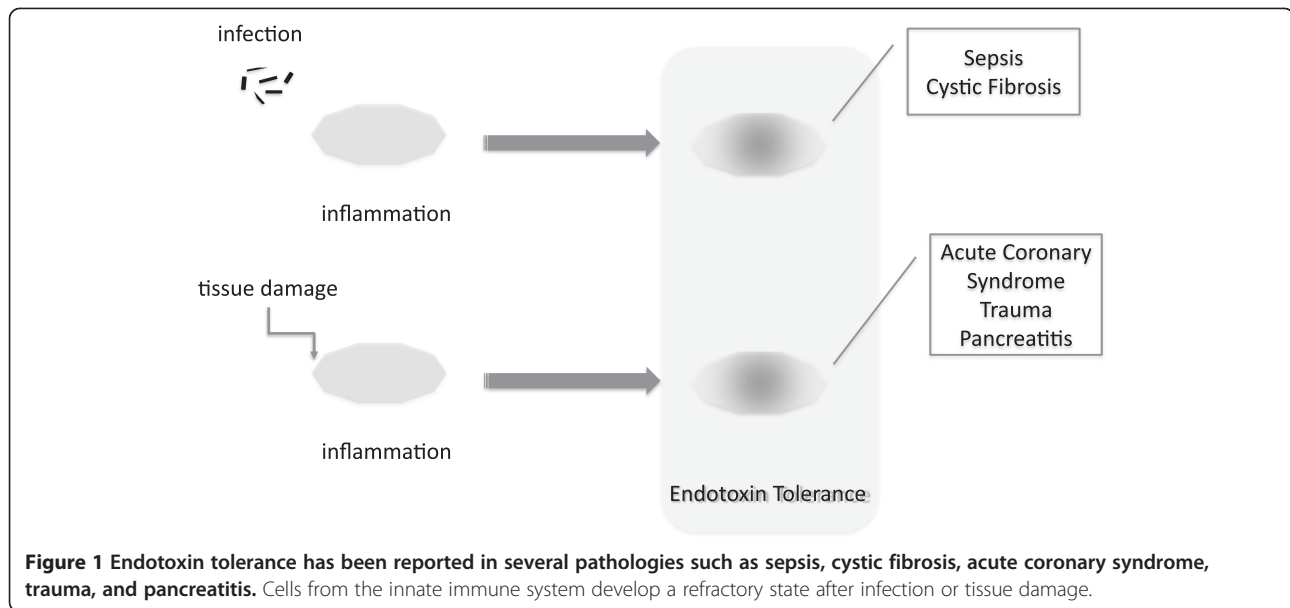 infection
Sepsis
Cystic Fibrosis
inflammation
tissue damage
Acute Coronary
Syndrome
Trauma
Pancreatitis
inflammation
Endotoxin Tolerance
Figure 1 Endotoxin tolerance has been reported in several pathologies such as sepsis, cystic fibrosis, acute coronary syndrome,
trauma, and pancreatitis. Cells from the innate immune system develop a refractory state after infection or tissue damage.